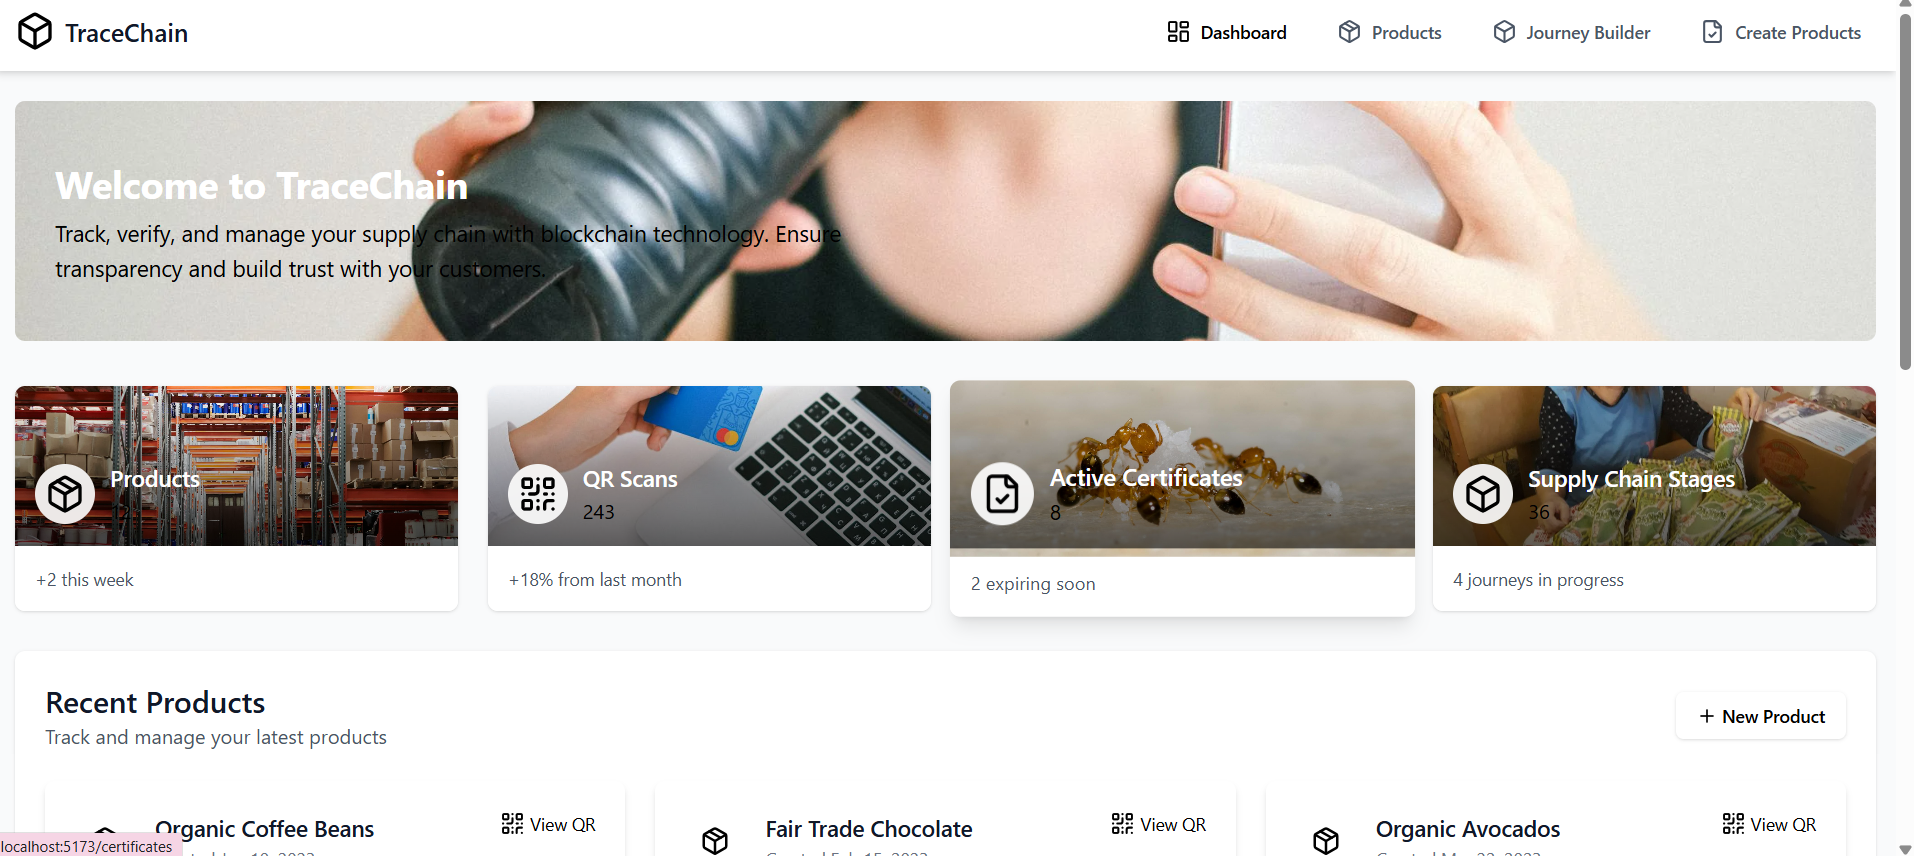 TraceChain
Dashboard
Products
Journey Builder
Create Products
Welcome to TraceChain
Track, verify, and manage your supply chain with blockchain technology. Ensure
transparency and build trust with your customers.
Products
+2 this week
QR Scans
243
+18% from last month
Active Certificates
8
2 expiring soon
Supply Chain Stages
36
4 journeys in progress
Recent Products
Track and manage your latest products
+ New Product
Organic Coffee Beans
View QR
Fair Trade Chocolate
View QR
Organic Avocados
View QR
localhost:5173/certificates